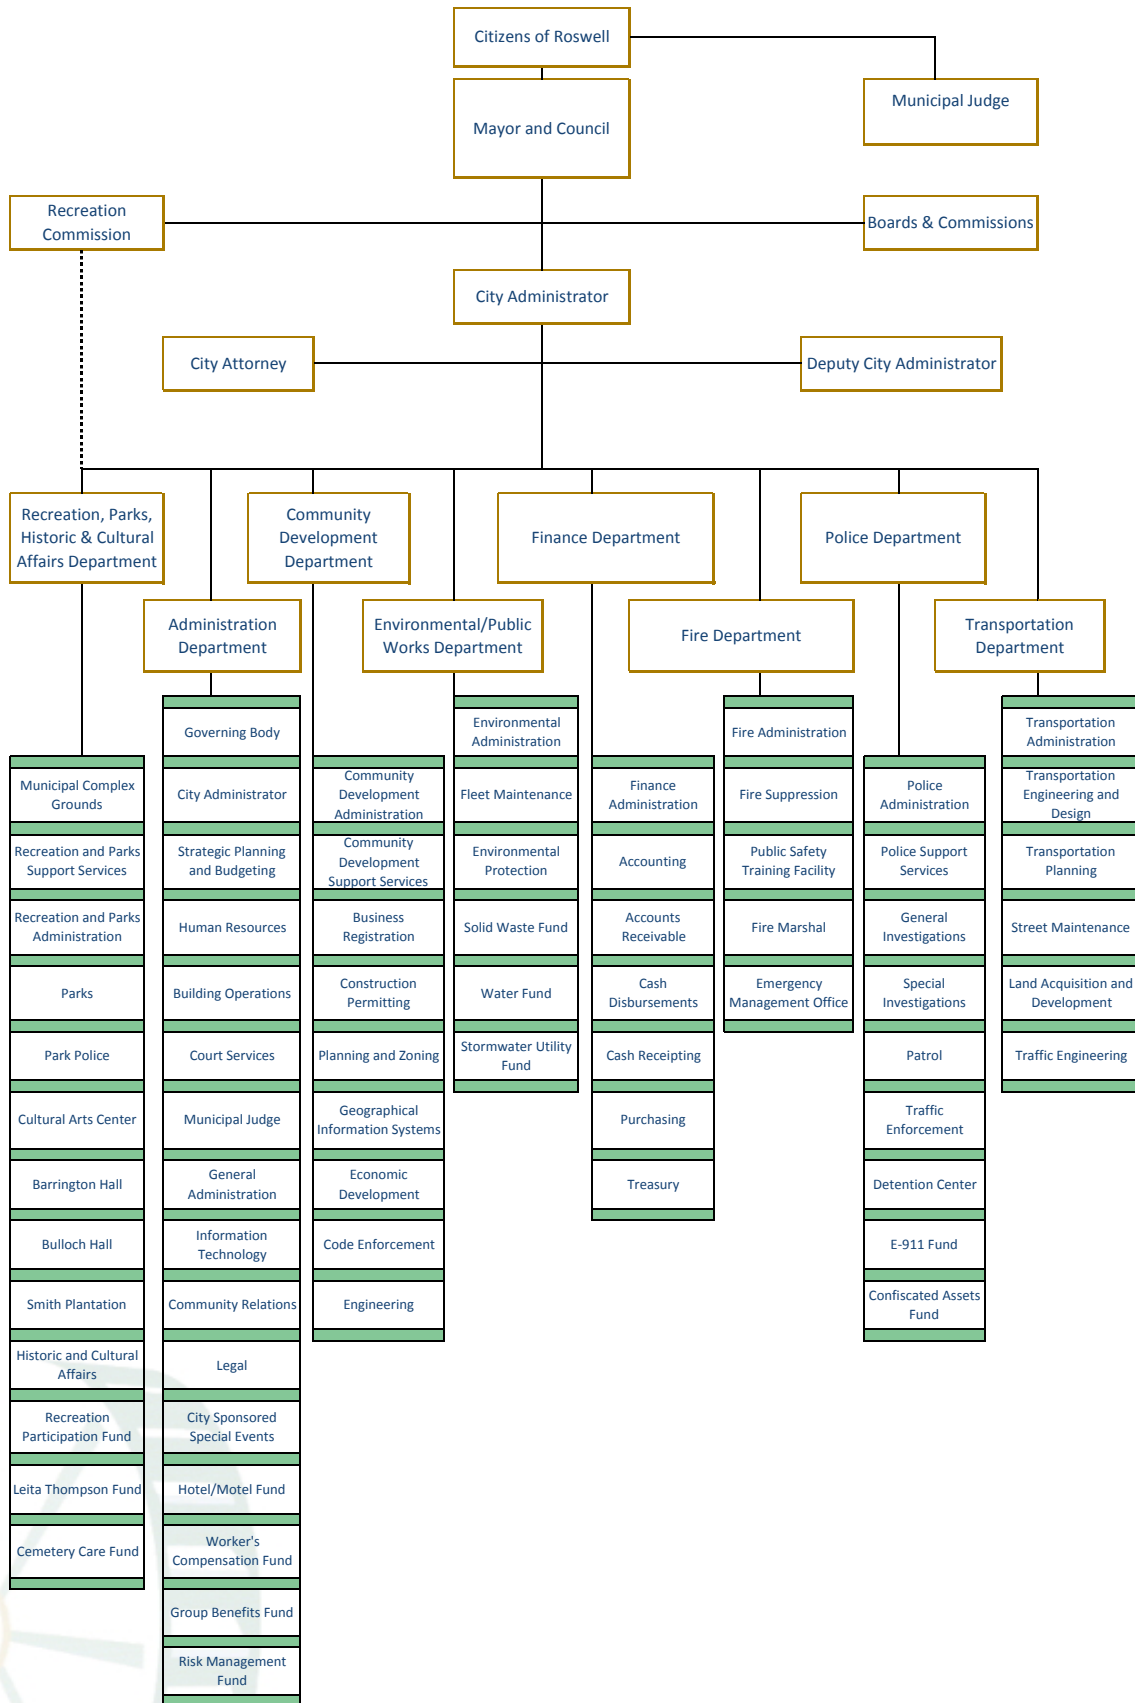 Citizens of Roswell
Municipal Judge
Mayor and Council
Recreation
Commission
Boards & Commissions
City Administrator
City Attorney
Deputy City Administrator
Recreation, Parks,
Historic & Cultural
Affairs Department
Community
Development
Department
Finance Department
Police Department
Administration
Department
Environmental/Public
Works Department
Fire Department
Transportation
Department
Municipal Complex
Grounds
Recreation and Parks
Support Services
Recreation and Parks
Administration
Parks
Park Police
Cultural Arts Center
Barrington Hall
Bulloch Hall
Smith Plantation
Historic and Cultural
Affairs
Recreation
Participation Fund
Leita Thompson Fund
Cemetery Care Fund
Governing Body
City Administrator
Strategic Planning
and Budgeting
Human Resources
Building Operations
Court Services
Municipal Judge
General
Administration
Information
Technology
Community Relations
Legal
City Sponsored
Special Events
Hotel/Motel Fund
Worker's
Compensation Fund
Group Benefits Fund
Risk Management
Fund
Community
Development
Administration
Community
Development
Support Services
Business
Registration
Construction
Permitting
Planning and Zoning
Geographical
Information Systems
Economic
Development
Code Enforcement
Engineering
Environmental
Administration
Fleet Maintenance
Environmental
Protection
Solid Waste Fund
Water Fund
Stormwater Utility
Fund
Finance
Administration
Accounting
Accounts
Receivable
Cash
Disbursements
Cash Receipting
Purchasing
Treasury
Fire Administration
Fire Suppression
Public Safety
Training Facility
Fire Marshal
Emergency
Management Office
Police
Administration
Police Support
Services
General
Investigations
Special
Investigations
Patrol
Traffic
Enforcement
Detention Center
E-911 Fund
Confiscated Assets
Fund
Transportation
Administration
Transportation
Engineering and
Design
Transportation
Planning
Street Maintenance
Land Acquisition and
Development
Traffic Engineering